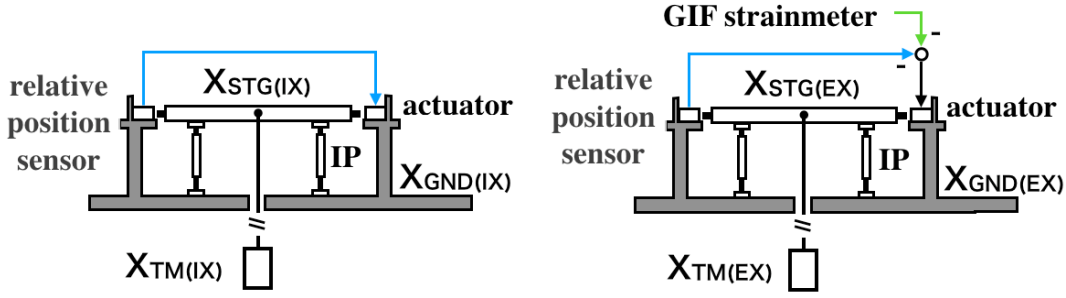 relative
position
sensor
X_STG(IX)
actuator
IP
X_GND(IX)
X_TM(IX)
GIF strainmeter
-
-
relative
position
sensor
X_STG(EX)
actuator
IP
X_GND(EX)
X_TM(EX)